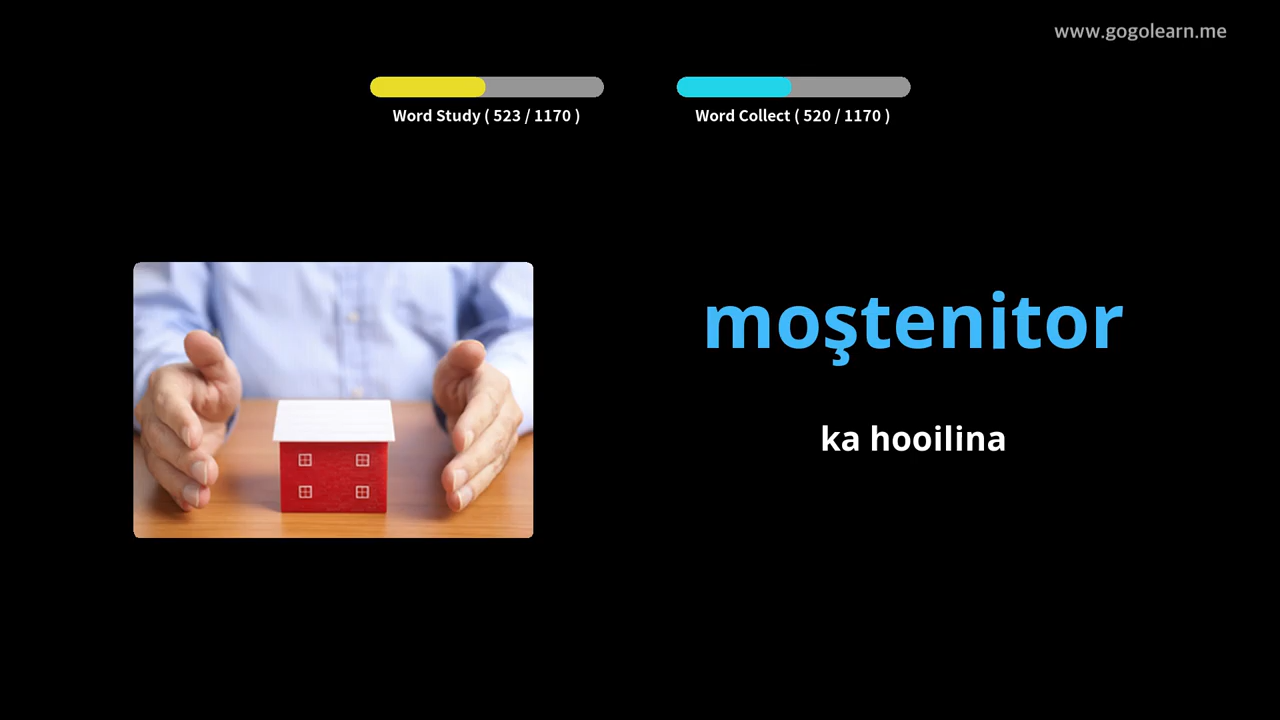 www.gogolearn.me
Word Study ( 523 / 1170 )
Word Collect ( 520 / 1170 )
moştenitor
ka hooilina